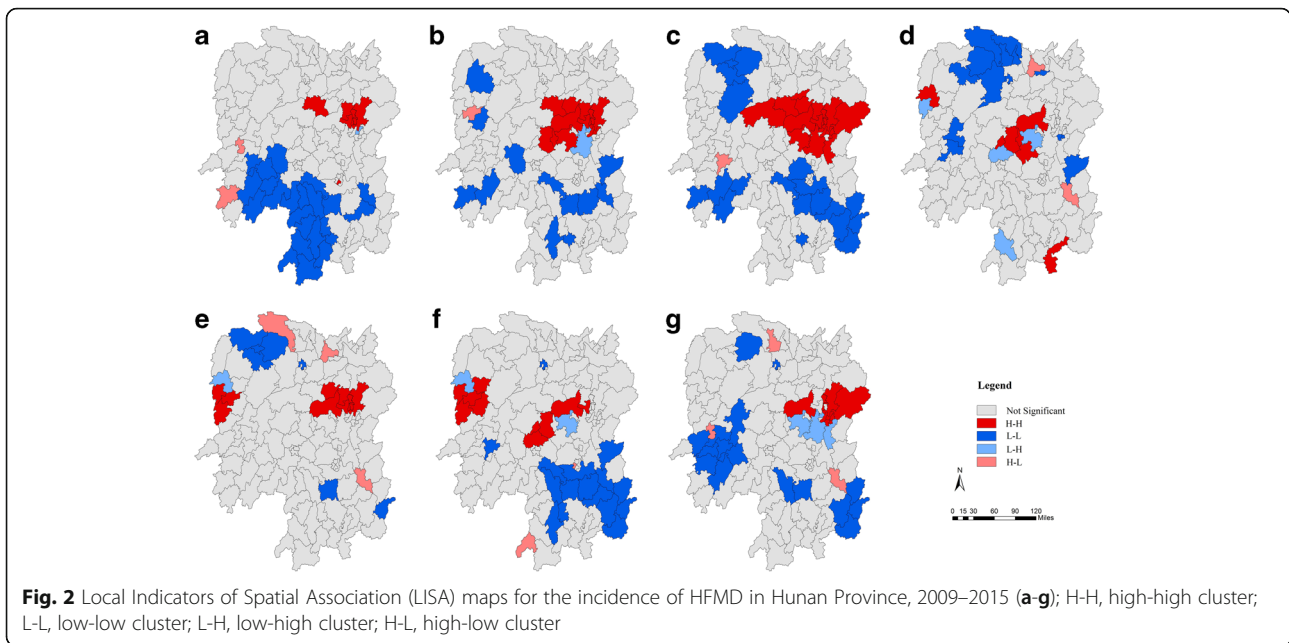 a
b
c
d
e
f
g
Legend
Not Significant
H-H
L-L
L-H
H-L
N
0 15 30 60 90 120
Miles
Fig. 2 Local Indicators of Spatial Association (LISA) maps for the incidence of HFMD in Hunan Province, 2009–2015 (a-g); H-H, high-high cluster;
L-L, low-low cluster; L-H, low-high cluster; H-L, high-low cluster